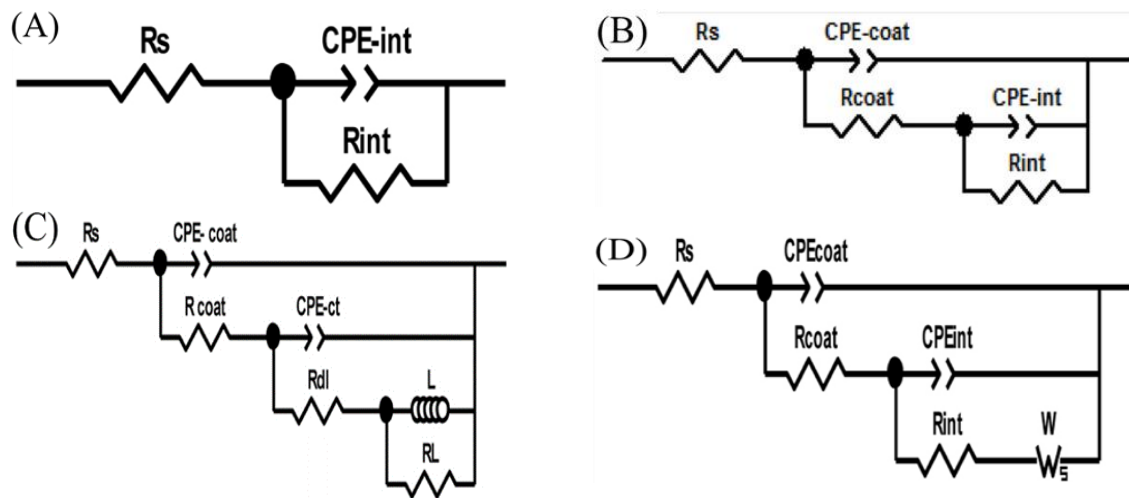 (A)
Rs
CPE-int
Rint
(B)
Rs
CPE-coat
Rcoat
CPE-int
Rint
(C)
Rs
CPE- coat
R coat
CPE-ct
Rdl
L
RL
(D)
Rs
CPEcoat
Rcoat
CPEint
Rint
W
W
s